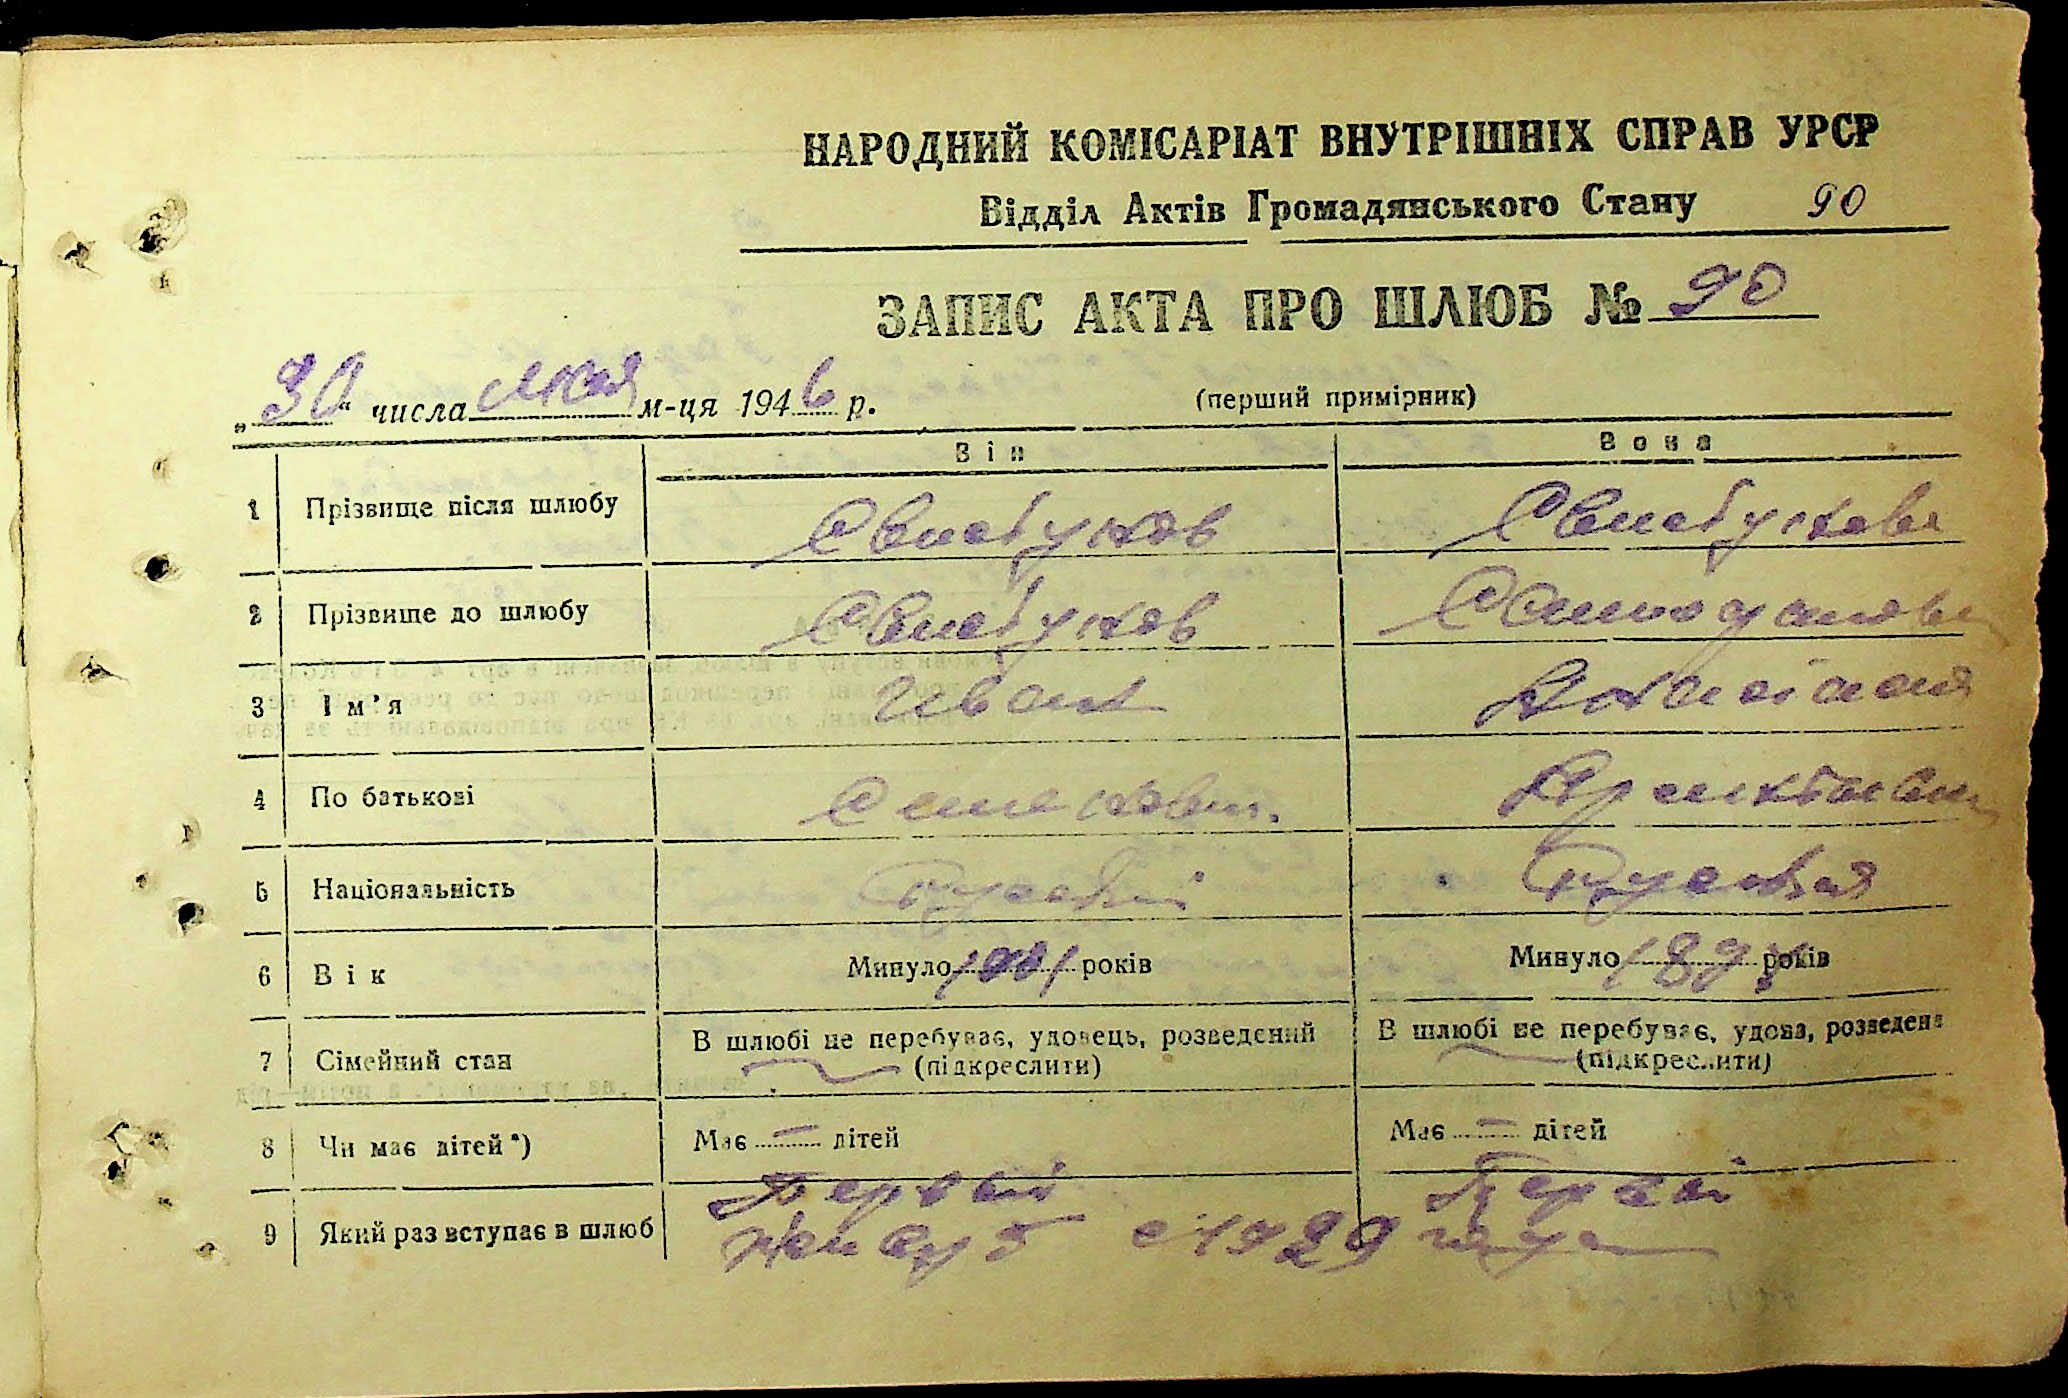 НАРОДНИЙ КОМІСАРІАТ ВНУТРІШНІХ СПРАВ УРСР
Відділ Актів Громадянського Стану 90
ЗАПИС АКТА ПРО ШЛЮБ № 90
„30“ числа мая м-ця 1946 р. (перший примірник)
Він Вона
1 Прізвище після шлюбу
2 Прізвище до шлюбу
3 Ім'я Иван
4 По батькові
5 Національність Русский Русская
6 Вік Минуло 1901 років Минуло років
7 Сімейний стан В шлюбі не перебуває, удовець, розведений В шлюбі не перебуває, удова, розведена
(підкреслити) (підкреслити)
8 Чи має дітей*) Має — дітей Має — дітей
9 Який раз вступає в шлюб Первый Первый
Живут с 1929 года